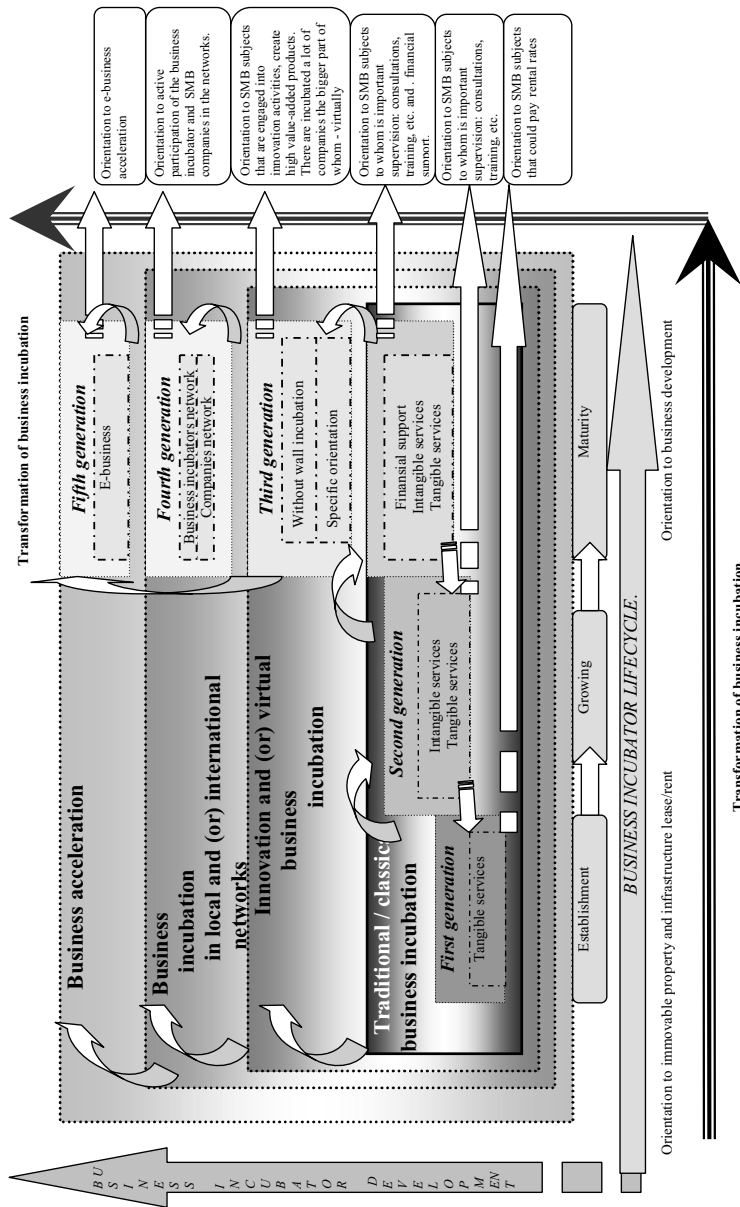 Transformation of business incubation
Business acceleration
Fifth generation
E-business
Orientation to e-business
acceleration
Business
incubation
in local and (or) international
networks
Fourth generation
Business incubators network
Companies network
Orientation to active
participation of the business
incubator and SMB
companies in the networks.
Innovation and (or) virtual
business
incubation
Third generation
Without wall incubation
Specific orientation
Orientation to SMB subjects
that are engaged into
innovation activities, create
high value-added products.
There are incubated a lot of
companies the bigger part of
whom - virtually
Traditional / classic
business incubation
First generation
Tangible services
Second generation
Intangible services
Tangible services
Financial support
Intangible services
Tangible services
Orientation to SMB subjects
to whom is important
supervision: consultations,
training, etc. and . financial
support.
Orientation to SMB subjects
to whom is important
supervision: consultations,
training, etc.
Orientation to SMB subjects
that could pay rental rates
Establishment
Growing
Maturity
BUSINESS INCUBATOR LIFECYCLE.
Orientation to immovable property and infrastructure lease/rent
Orientation to business development
Transformation of business incubation
BU
S
I
N
E
S
S
I
N
C
U
B
A
T
O
R
D
E
V
E
L
O
P
M
EN
T